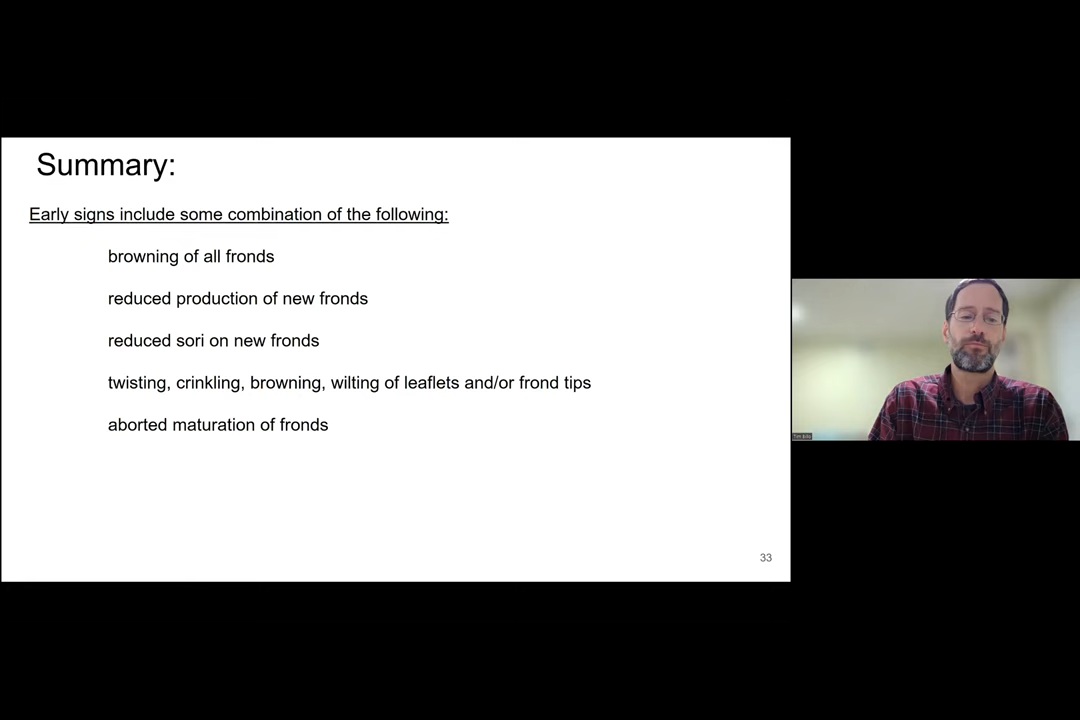 Summary:
Early signs include some combination of the following:
browning of all fronds
reduced production of new fronds
reduced sori on new fronds
twisting, crinkling, browning, wilting of leaflets and/or frond tips
aborted maturation of fronds
33